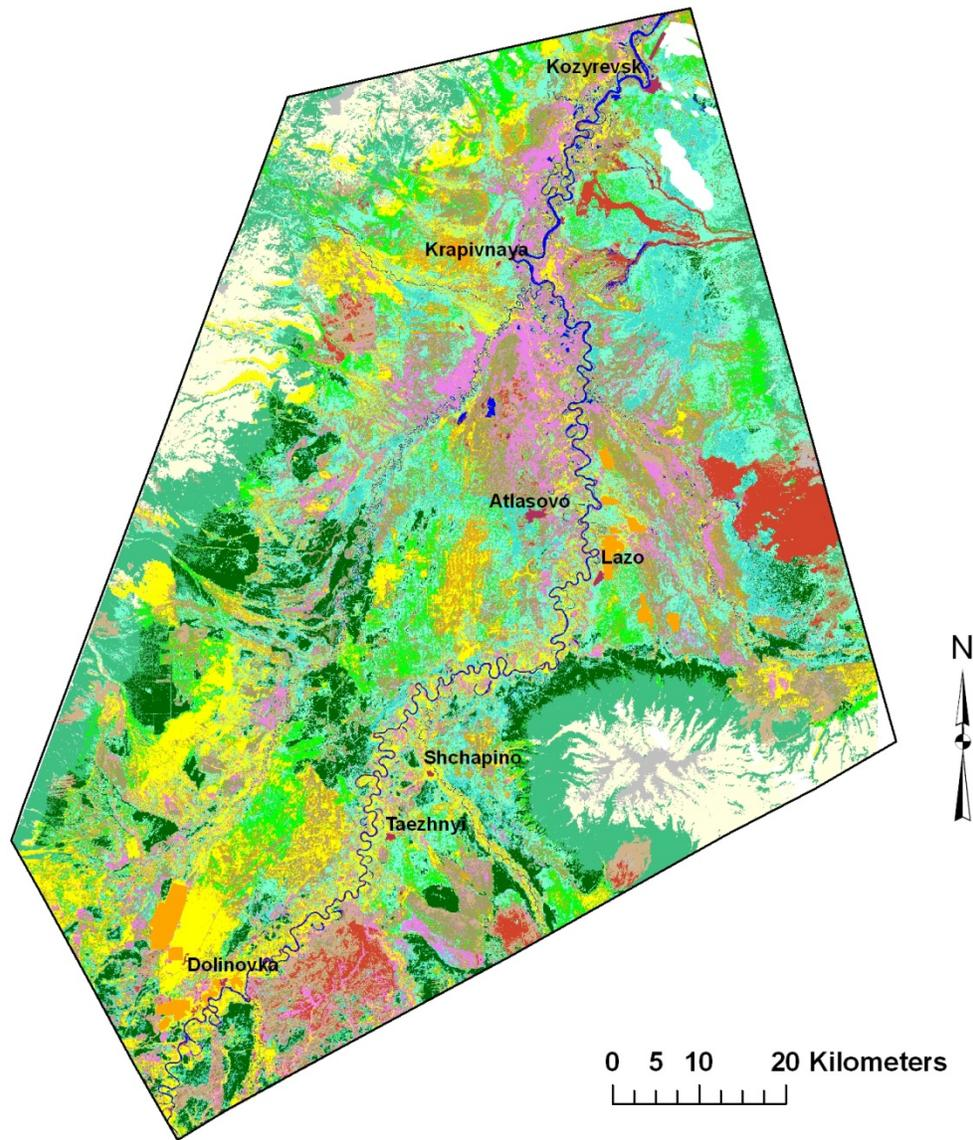 Kozyrevsk
Krapivnaya
Atlasovo
Lazo
N
Shchapino
Taezhnyi
Dolinovka
0 5 10 20 Kilometers